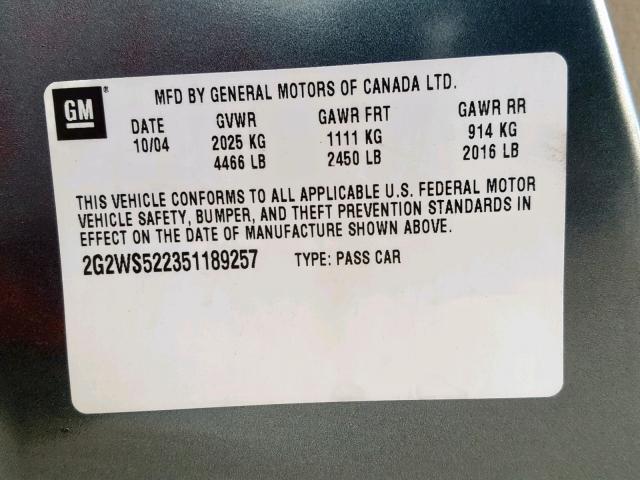 GM ®
MFD BY GENERAL MOTORS OF CANADA LTD.
DATE GVWR GAWR FRT GAWR RR
10/04 2025 KG 1111 KG 914 KG
4466 LB 2450 LB 2016 LB
THIS VEHICLE CONFORMS TO ALL APPLICABLE U.S. FEDERAL MOTOR
VEHICLE SAFETY, BUMPER, AND THEFT PREVENTION STANDARDS IN
EFFECT ON THE DATE OF MANUFACTURE SHOWN ABOVE.
2G2WS522351189257 TYPE: PASS CAR